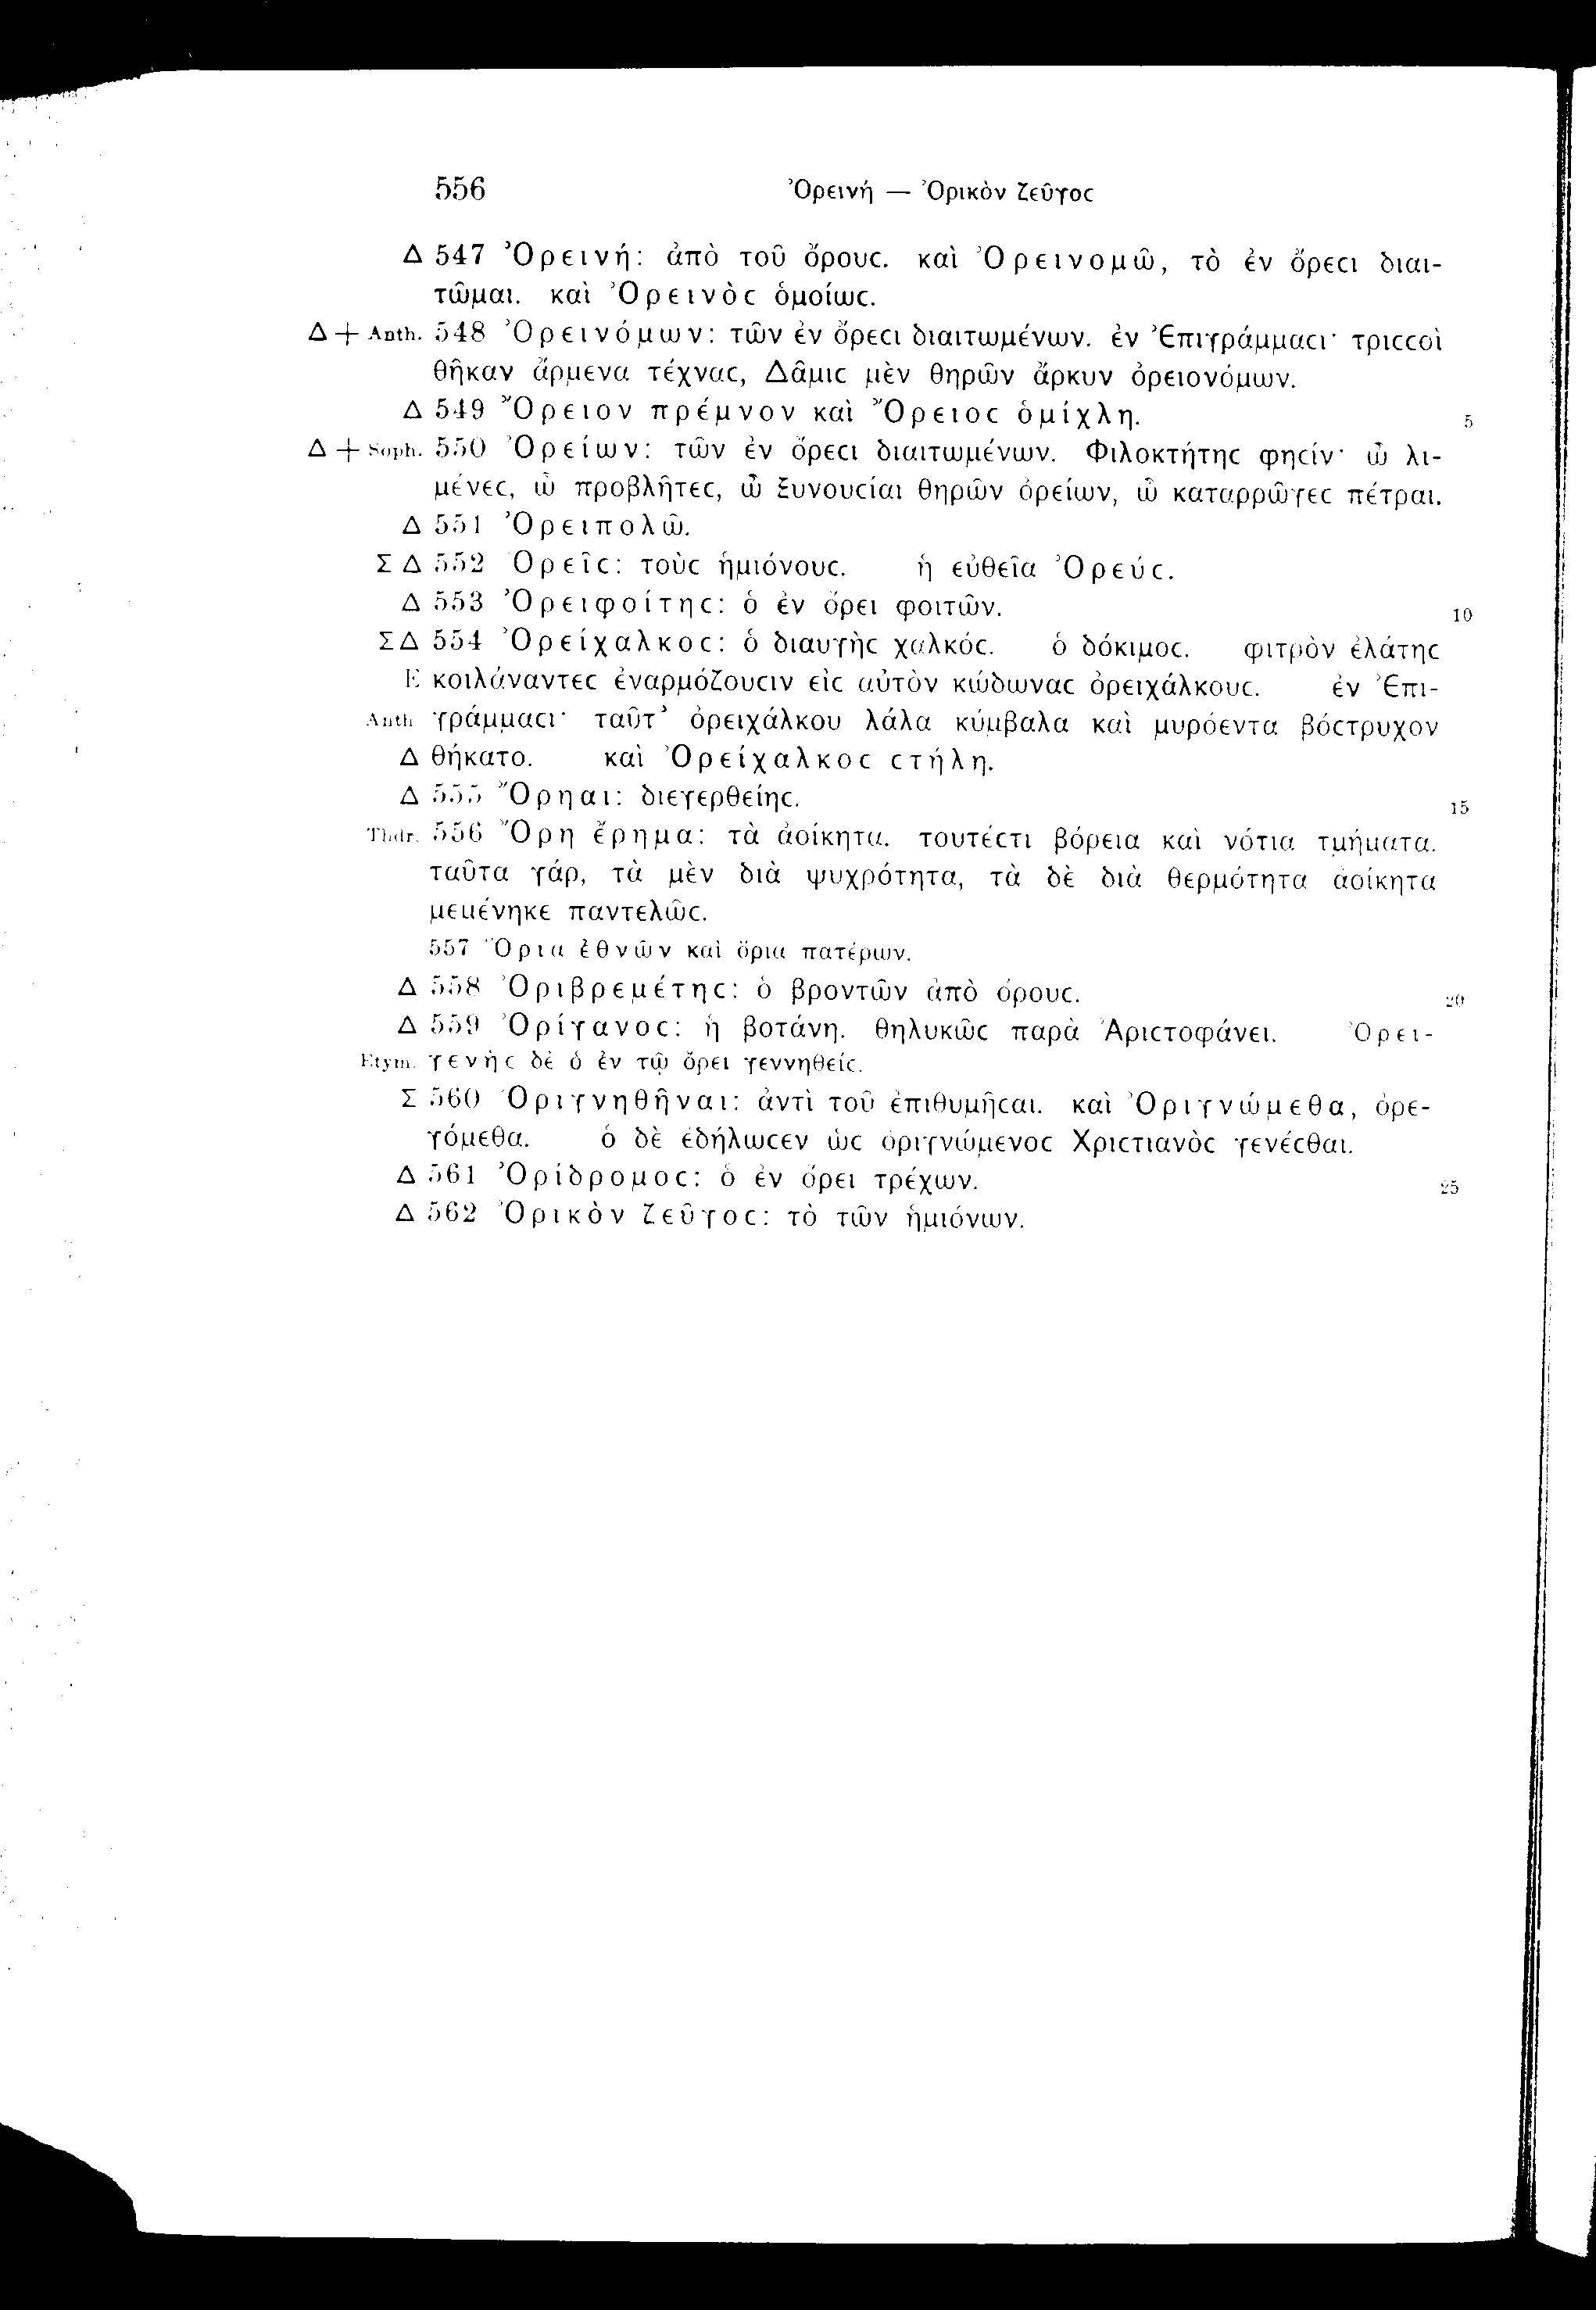 556 Ὀρεινή — Ὀρικὸν ζεῦγοϲ
Δ 547 Ὀρεινή: ἀπὸ τοῦ ὄρουϲ. καὶ Ὀρεινομῶ, τὸ ἐν ὄρεϲι διαι-
τῶμαι. καὶ Ὀρεινὸϲ ὁμοίωϲ.
Δ + Anth. 548 Ὀρεινόμων: τῶν ἐν ὄρεϲι διαιτωμένων. ἐν Ἐπιγράμμαϲι· τριϲϲοὶ
θῆκαν ἄρμενα τέχναϲ, Δᾶμιϲ μὲν θηρῶν ἄρκυν ὀρειονόμων.
Δ 549 Ὄρειον πρέμνον καὶ Ὄρειοϲ ὁμίχλη. 5
Δ + Soph. 550 Ὀρείων: τῶν ἐν ὄρεϲι διαιτωμένων. Φιλοκτήτηϲ φηϲίν· ὦ λι-
μένεϲ, ὦ προβλῆτεϲ, ὦ ξυνουϲίαι θηρῶν ὀρείων, ὦ καταρρῶγεϲ πέτραι.
Δ 551 Ὀρειπολῶ.
Σ Δ 552 Ὀρεῖϲ: τοὺϲ ἡμιόνουϲ. ἡ εὐθεῖα Ὀρεύϲ.
Δ 553 Ὀρειφοίτηϲ: ὁ ἐν ὄρει φοιτῶν. 10
ΣΔ 554 Ὀρείχαλκοϲ: ὁ διαυγὴϲ χαλκόϲ. ὁ δόκιμοϲ. φιτρὸν ἐλάτηϲ
E κοιλάναντεϲ ἐναρμόζουϲιν εἰϲ αὐτὸν κώδωναϲ ὀρειχάλκουϲ. ἐν Ἐπι-
Anth γράμμαϲι· ταῦτ' ὀρειχάλκου λάλα κύμβαλα καὶ μυρόεντα βόϲτρυχον
Δ θήκατο. καὶ Ὀρείχαλκοϲ ϲτήλη.
Δ 555 Ὄρηαι: διεγερθείηϲ. 15
Thdr. 556 Ὄρη ἔρημα: τὰ ἀοίκητα. τουτέϲτι βόρεια καὶ νότια τμήματα.
ταῦτα γάρ, τὰ μὲν διὰ ψυχρότητα, τὰ δὲ διὰ θερμότητα ἀοίκητα
μεμένηκε παντελῶϲ.
557 Ὅρια ἐθνῶν καὶ ὅρια πατέρων.
Δ 558 Ὀριβρεμέτηϲ: ὁ βροντῶν ἀπὸ ὄρουϲ. 20
Δ 559 Ὀρίγανοϲ: ἡ βοτάνη. θηλυκῶϲ παρὰ Ἀριϲτοφάνει. Ὀρει-
Etym. γενὴϲ δὲ ὁ ἐν τῷ ὄρει γεννηθείϲ.
Σ 560 Ὀριγνηθῆναι: ἀντὶ τοῦ ἐπιθυμῆϲαι. καὶ Ὀριγνώμεθα, ὀρε-
γόμεθα. ὁ δὲ ἐδήλωϲεν ὡϲ ὀριγνώμενοϲ Χριϲτιανὸϲ γενέϲθαι.
Δ 561 Ὀρίδρομοϲ: ὁ ἐν ὄρει τρέχων. 25
Δ 562 Ὀρικὸν ζεῦγοϲ: τὸ τῶν ἡμιόνων.